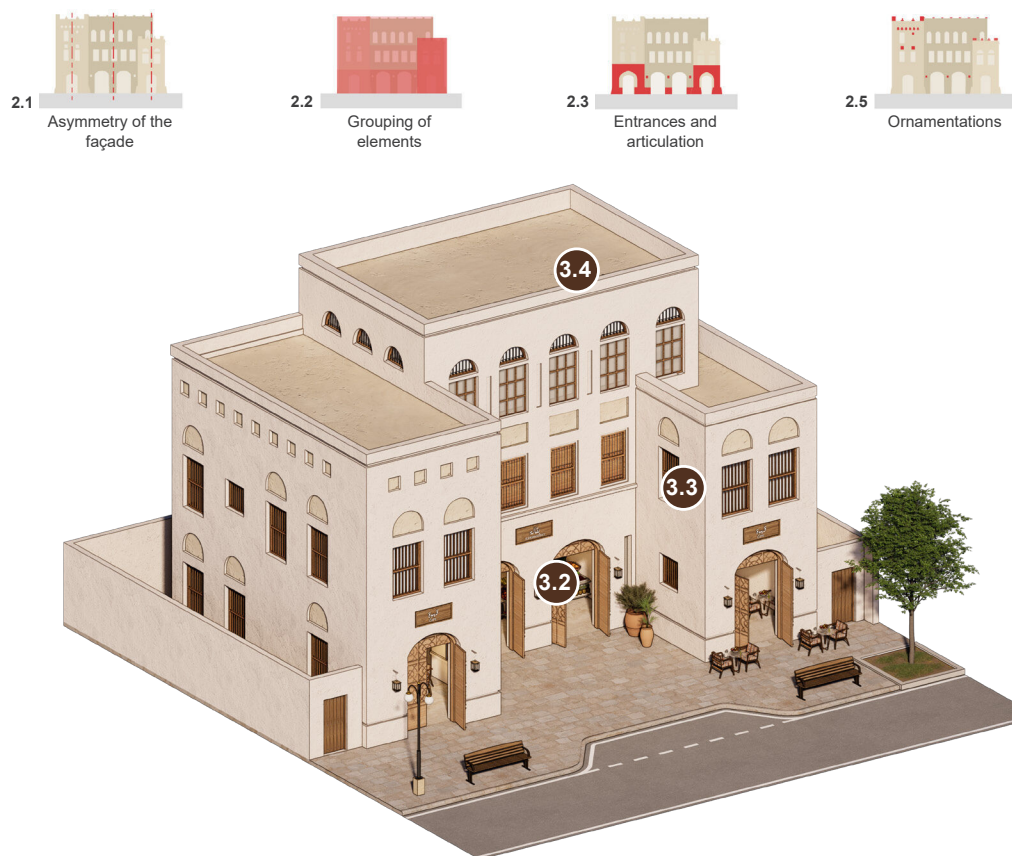 2.1
Asymmetry of the
façade
2.2
Grouping of
elements
2.3
Entrances and
articulation
2.5
Ornamentations
3.4
3.3
3.2